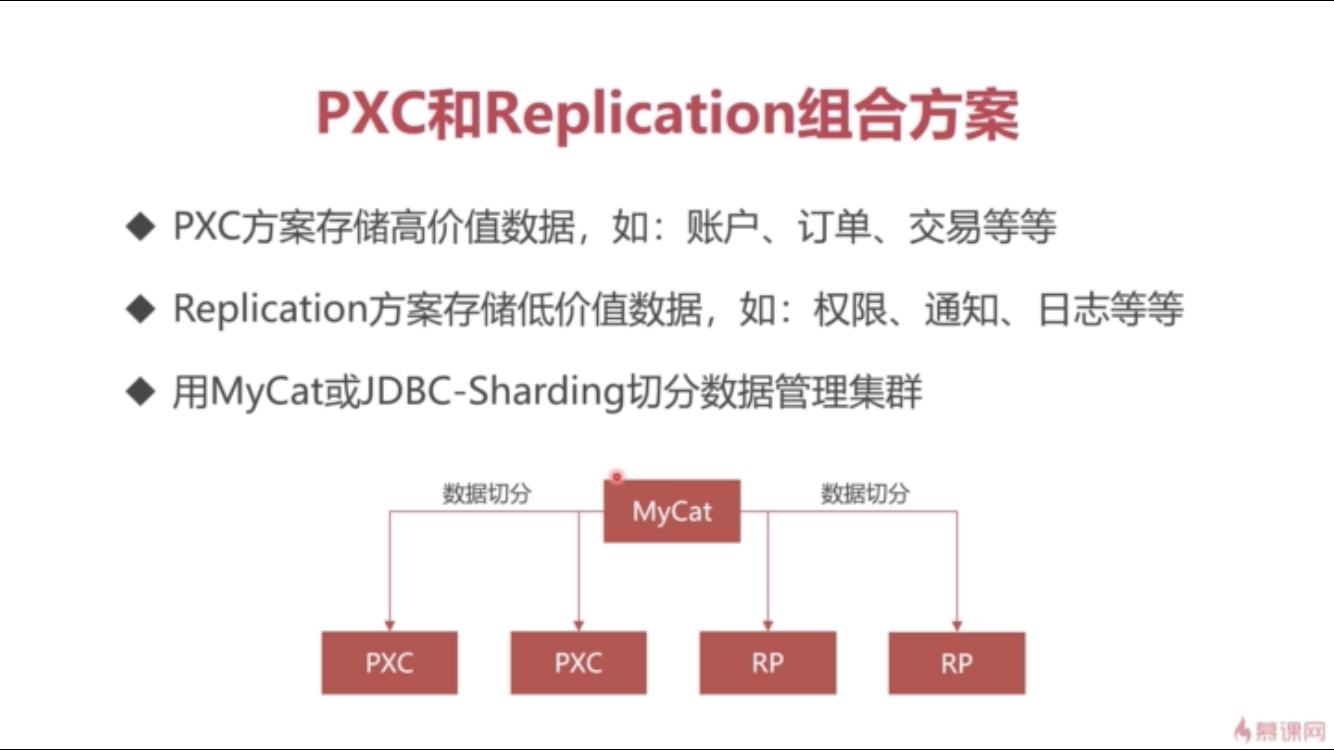 PXC和Replication组合方案
◆ PXC方案存储高价值数据，如：账户、订单、交易等等
◆ Replication方案存储低价值数据，如：权限、通知、日志等等
◆ 用MyCat或JDBC-Sharding切分数据管理集群
数据切分
MyCat
数据切分
PXC
PXC
RP
RP
慕课网